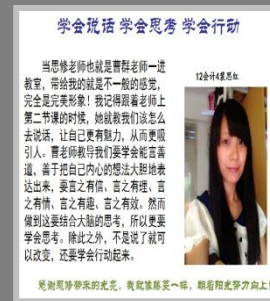 学会说话 学会思考 学会行动
当思修老师也就是曹群老师一进
教室，带给我的就是不一般的感觉，
完全是完美形象！我记得跟着老师上
第二节课的时候，她就教我们该怎么
去说话，让自己更有魅力，从而更吸
引人。曹老师教导我们要学会能言善
道，善于把自己内心的想法大胆地表
达出来，要言之有信、言之有理、言
之有情、言之有趣、言之有效。然而
做到这要结合大脑的思考，所以更要
学会思考。除此之外，不是说了就可
以改变，还要学会行动起来。
12会计4裴思红
是谢恩修带来的光亮，我就像藤蔓一样，朝着阳光努力向上